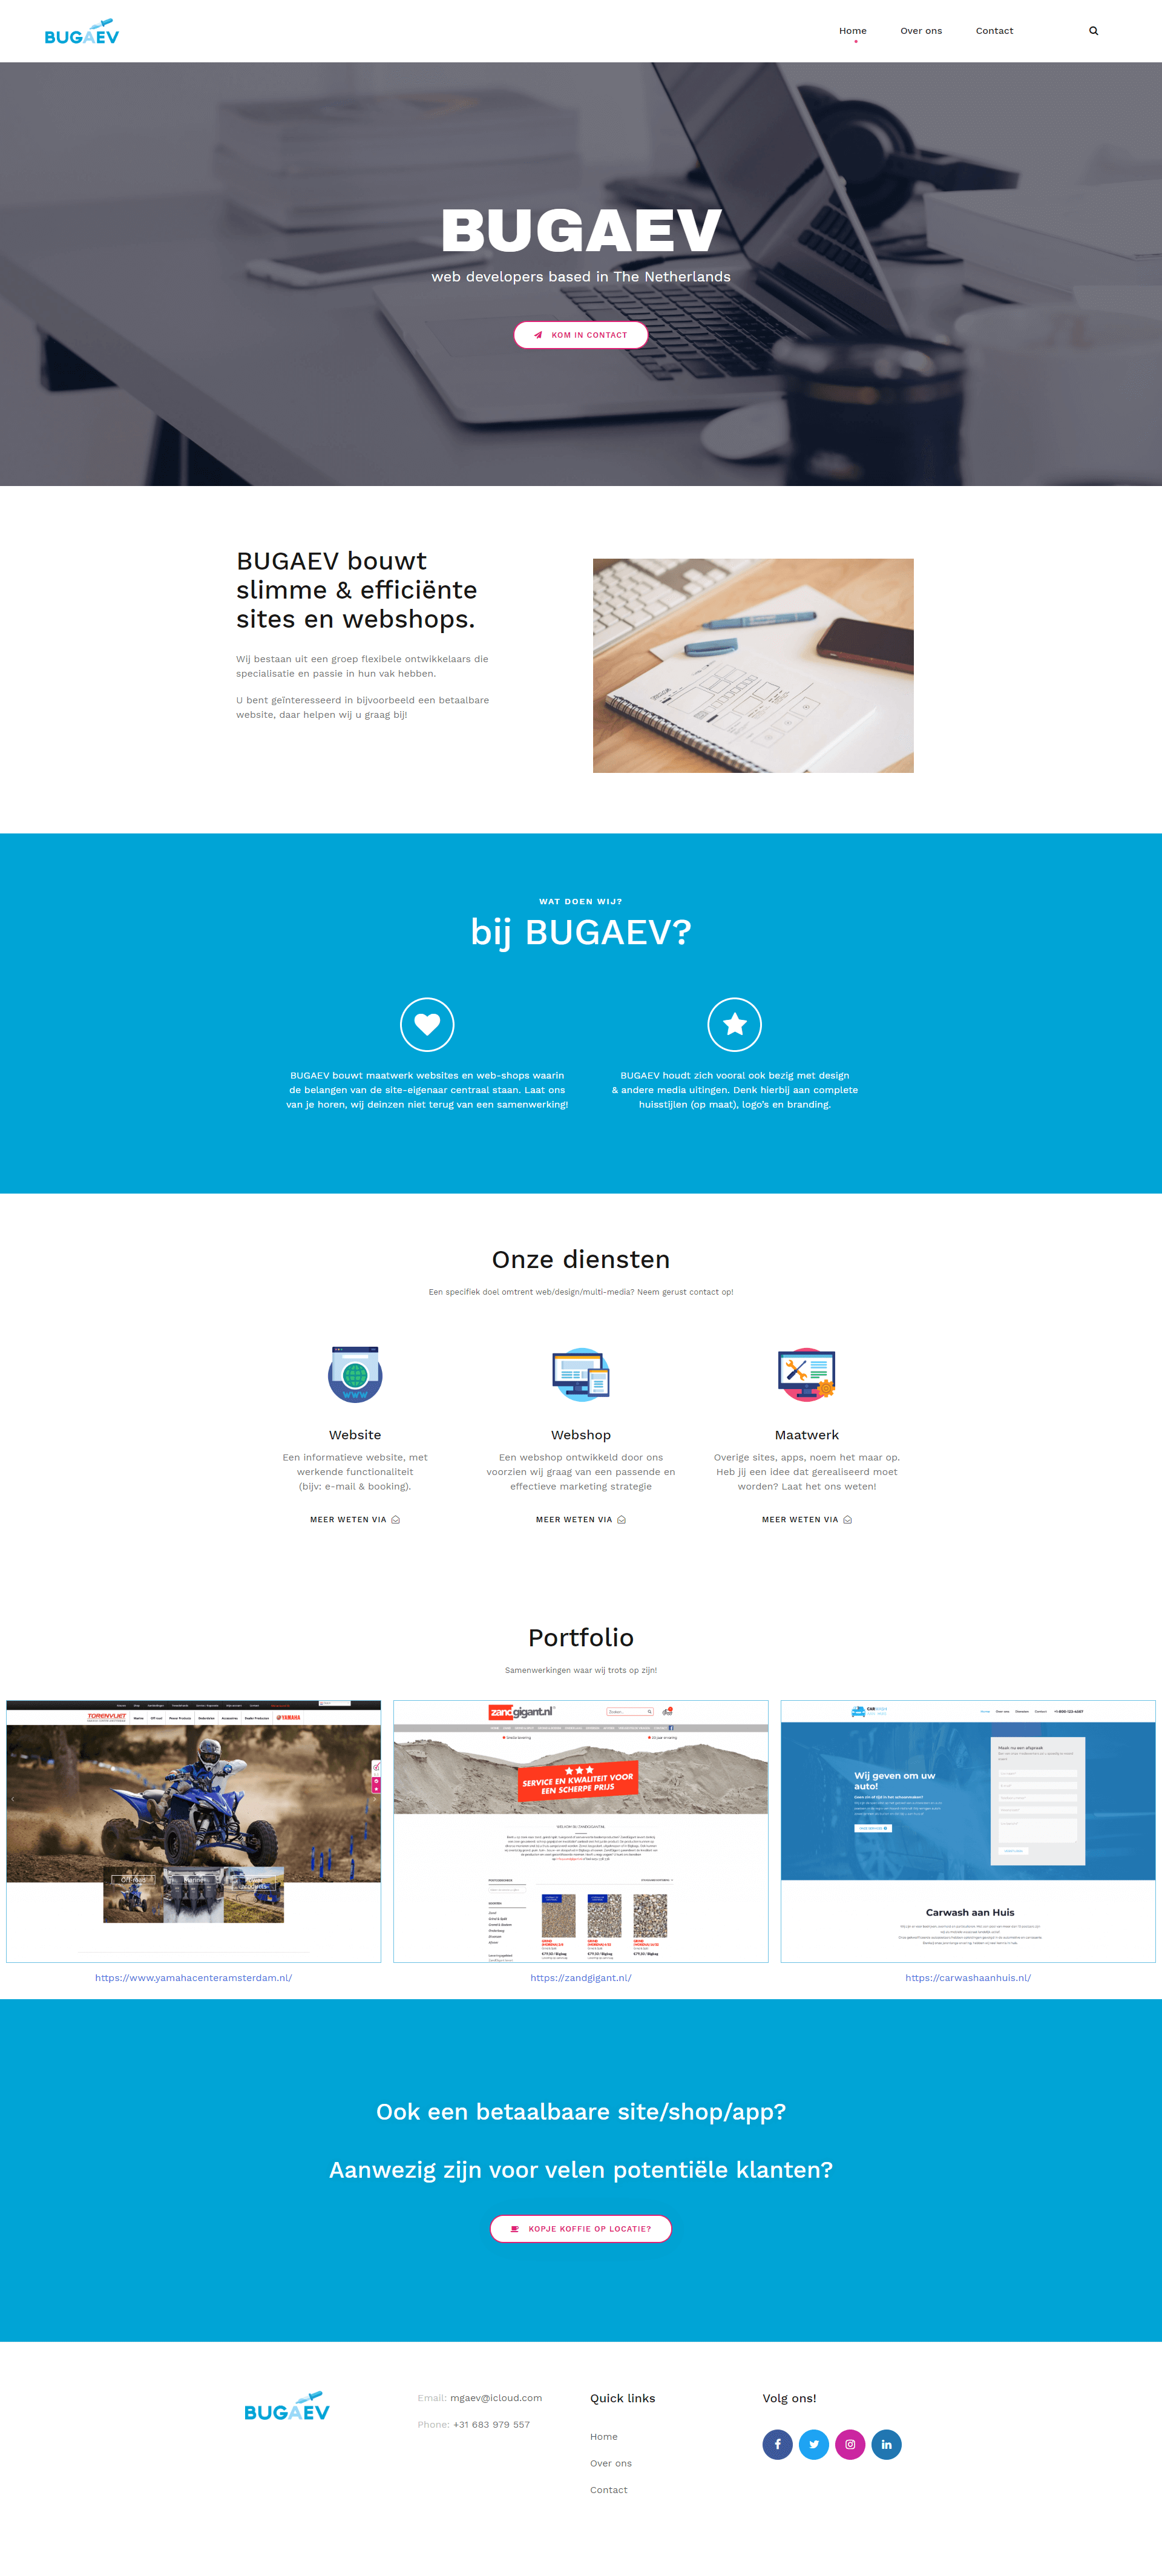 BUGAEV
Home
Over ons
Contact
BUGAEV
web developers based in The Netherlands
KOM IN CONTACT
BUGAEV bouwt
slimme & efficiënte
sites en webshops.
Wij bestaan uit een groep flexibele ontwikkelaars die
specialisatie en passie in hun vak hebben.
U bent geïnteresseerd in bijvoorbeeld een betaalbare
website, daar helpen wij u graag bij!
WAT DOEN WIJ?
bij BUGAEV?
BUGAEV bouwt maatwerk websites en web-shops waarin
de belangen van de site-eigenaar centraal staan. Laat ons
van je horen, wij deinzen niet terug van een samenwerking!
BUGAEV houdt zich vooral ook bezig met design
& andere media uitingen. Denk hierbij aan complete
huisstijlen (op maat), logo's en branding.
Onze diensten
Een specifiek doel omtrent web/design/multi-media? Neem gerust contact op!
WWW
Website
Een informatieve website, met
werkende functionaliteit
(bijv: e-mail & booking).
MEER WETEN VIA
Webshop
Een webshop ontwikkeld door ons
voorzien wij graag van een passende en
effectieve marketing strategie
MEER WETEN VIA
Maatwerk
Overige sites, apps, noem het maar op.
Heb jij een idee dat gerealiseerd moet
worden? Laat het ons weten!
MEER WETEN VIA
Portfolio
Samenwerkingen waar wij trots op zijn!
TORENVLIET
YAMAHA
https://www.yamahacenteramsterdam.nl/
zandgigant.nl
SERVICE EN KWALITEIT VOOR
EEN SCHERPE PRIJS
https://zandgigant.nl/
Wij geven om uw
auto!
Maak nu een afspraak
Carwash aan Huis
https://carwashaanhuis.nl/
Ook een betaalbaare site/shop/app?
Aanwezig zijn voor velen potentiële klanten?
KOPJE KOFFIE OP LOCATIE?
BUGAEV
Email: mgaev@icloud.com
Phone: +31 683 979 557
Quick links
Home
Over ons
Contact
Volg ons!